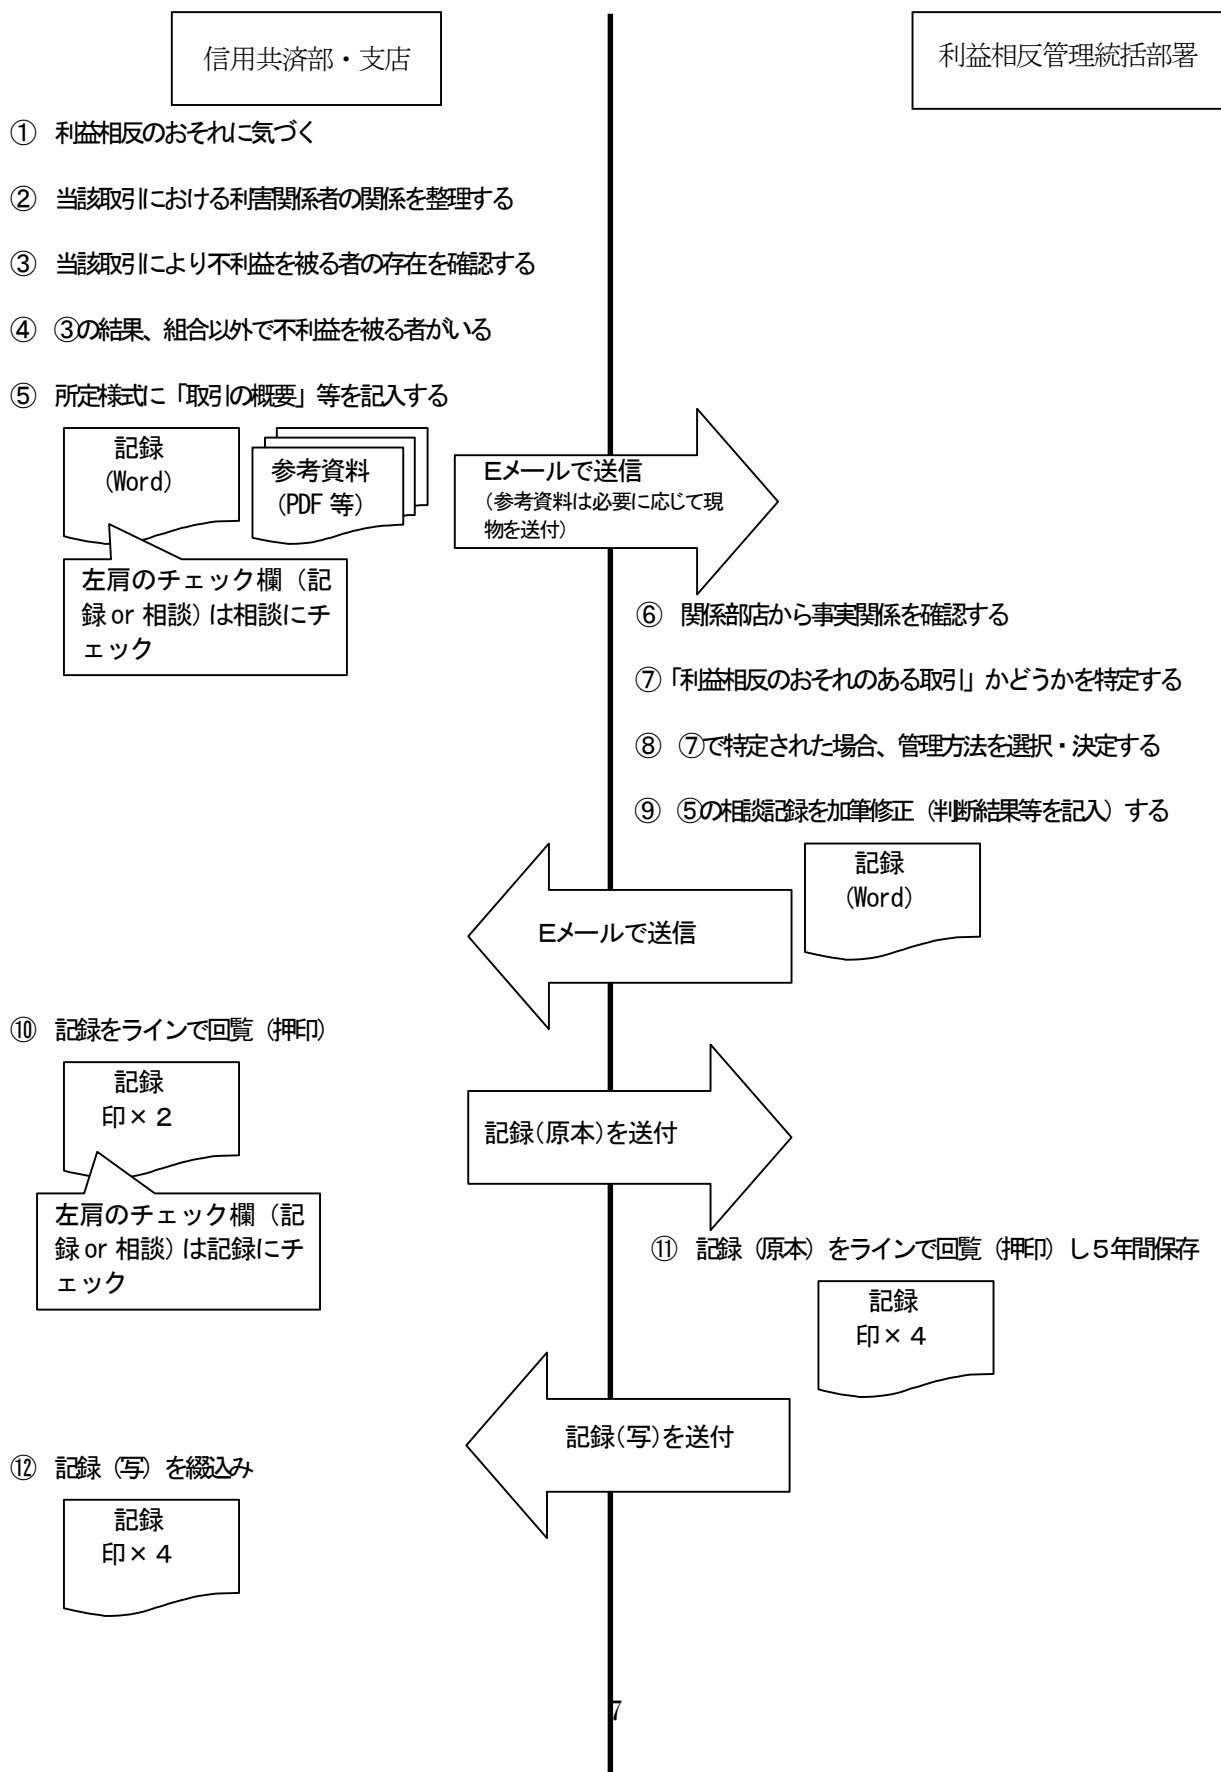 信用共済部・支店
利益相反管理統括部署
① 利益相反のおそれに気づく
② 当該取引における利害関係者の関係を整理する
③ 当該取引により不利益を被る者の存在を確認する
④ ③の結果、組合以外で不利益を被る者がいる
⑤ 所定様式に「取引の概要」等を記入する
記録
(Word)
参考資料
(PDF 等)
Eメールで送信
(参考資料は必要に応じて現
物を送付)
左肩のチェック欄（記
録 or 相談）は相談にチ
ェック
⑥ 関係部店から事実関係を確認する
⑦「利益相反のおそれのある取引」かどうかを特定する
⑧ ⑦で特定された場合、管理方法を選択・決定する
⑨ ⑤の相談記録を加筆修正（判断結果等を記入）する
記録
(Word)
Eメールで送信
⑩ 記録をラインで回覧（押印）
記録
印×２
記録(原本)を送付
左肩のチェック欄（記
録 or 相談）は記録にチ
ェック
⑪ 記録（原本）をラインで回覧（押印）し５年間保存
記録
印×４
記録(写)を送付
⑫ 記録（写）を綴込み
記録
印×４
7